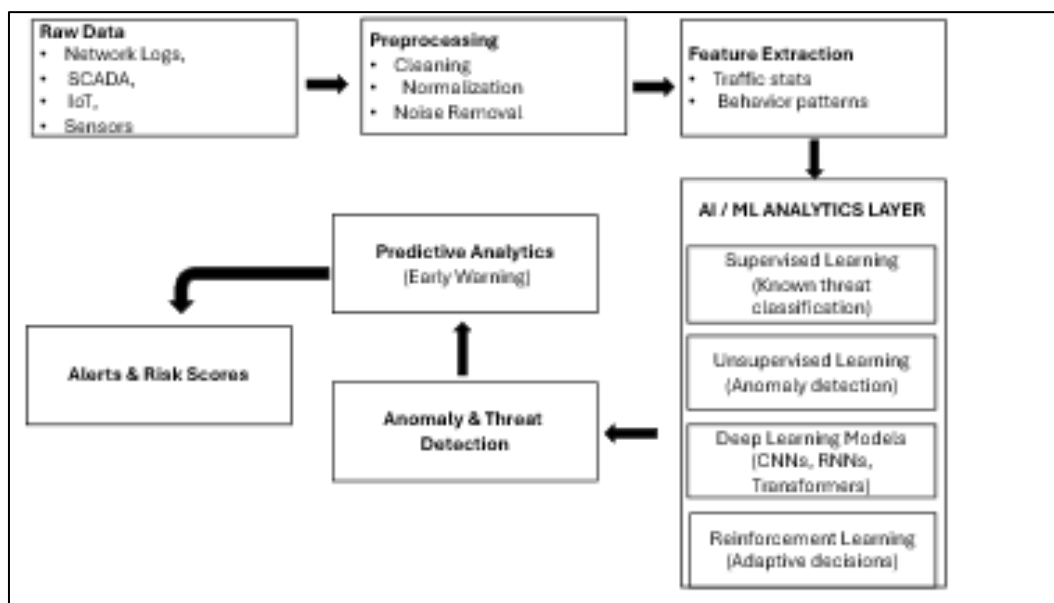 Raw Data
• Network Logs,
• SCADA,
• IoT,
• Sensors
Preprocessing
• Cleaning
• Normalization
• Noise Removal
Feature Extraction
• Traffic stats
• Behavior patterns
AI / ML ANALYTICS LAYER
Supervised Learning
(Known threat
classification)
Unsupervised Learning
(Anomaly detection)
Deep Learning Models
(CNNs, RNNs,
Transformers)
Reinforcement Learning
(Adaptive decisions)
Anomaly & Threat
Detection
Predictive Analytics
(Early Warning)
Alerts & Risk Scores